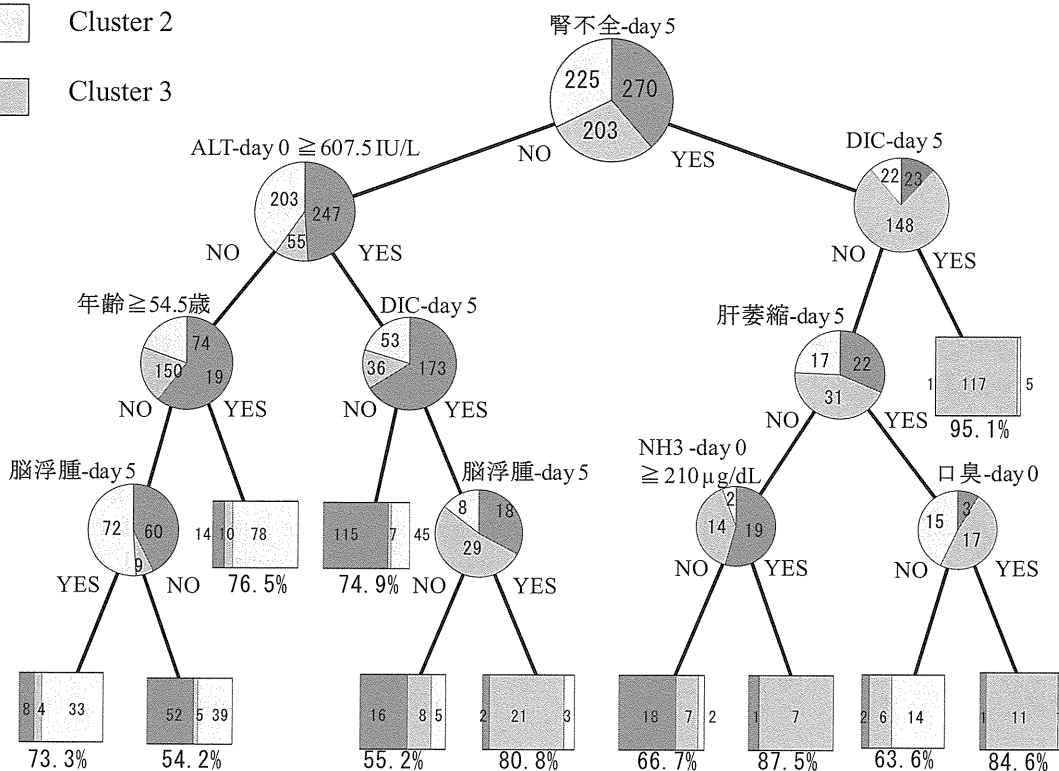 Cluster 2
Cluster 3
腎不全-day 5
225
270
203
NO
YES
ALT-day 0 ≧ 607.5 IU/L
203
247
55
NO
YES
DIC-day 5
22
23
148
NO
YES
年齢≧54.5歳
74
150
19
NO
YES
DIC-day 5
53
36
173
NO
YES
肝萎縮-day 5
17
22
31
NO
YES
1
117
5
95.1%
脳浮腫-day 5
72
60
9
YES
NO
14
10
78
76.5%
115
7
45
74.9%
脳浮腫-day 5
8
18
29
NO
YES
NH3 -day 0
≧ 210 μg/dL
2
14
19
NO
YES
口臭-day0
15
3
17
NO
YES
8
4
33
73.3%
52
5
39
54.2%
16
8
5
55.2%
2
21
3
80.8%
18
7
2
66.7%
1
7
87.5%
2
6
14
63.6%
1
11
84.6%